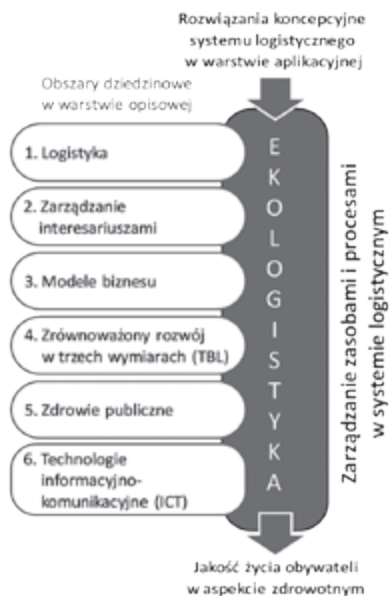 Rozwiązania koncepcyjne
systemu logistycznego
w warstwie aplikacyjnej
Obszary dziedzinowe
w warstwie opisowej
1. Logistyka
2. Zarządzanie
interesariuszami
3. Modele biznesu
4. Zrównoważony rozwój
w trzech wymiarach (TBL)
5. Zdrowie publiczne
6. Technologie
informacyjno-
komunikacyjne (ICT)
EKOLOGISTYKA
Zarządzanie zasobami i procesami
w systemie logistycznym
Jakość życia obywateli
w aspekcie zdrowotnym